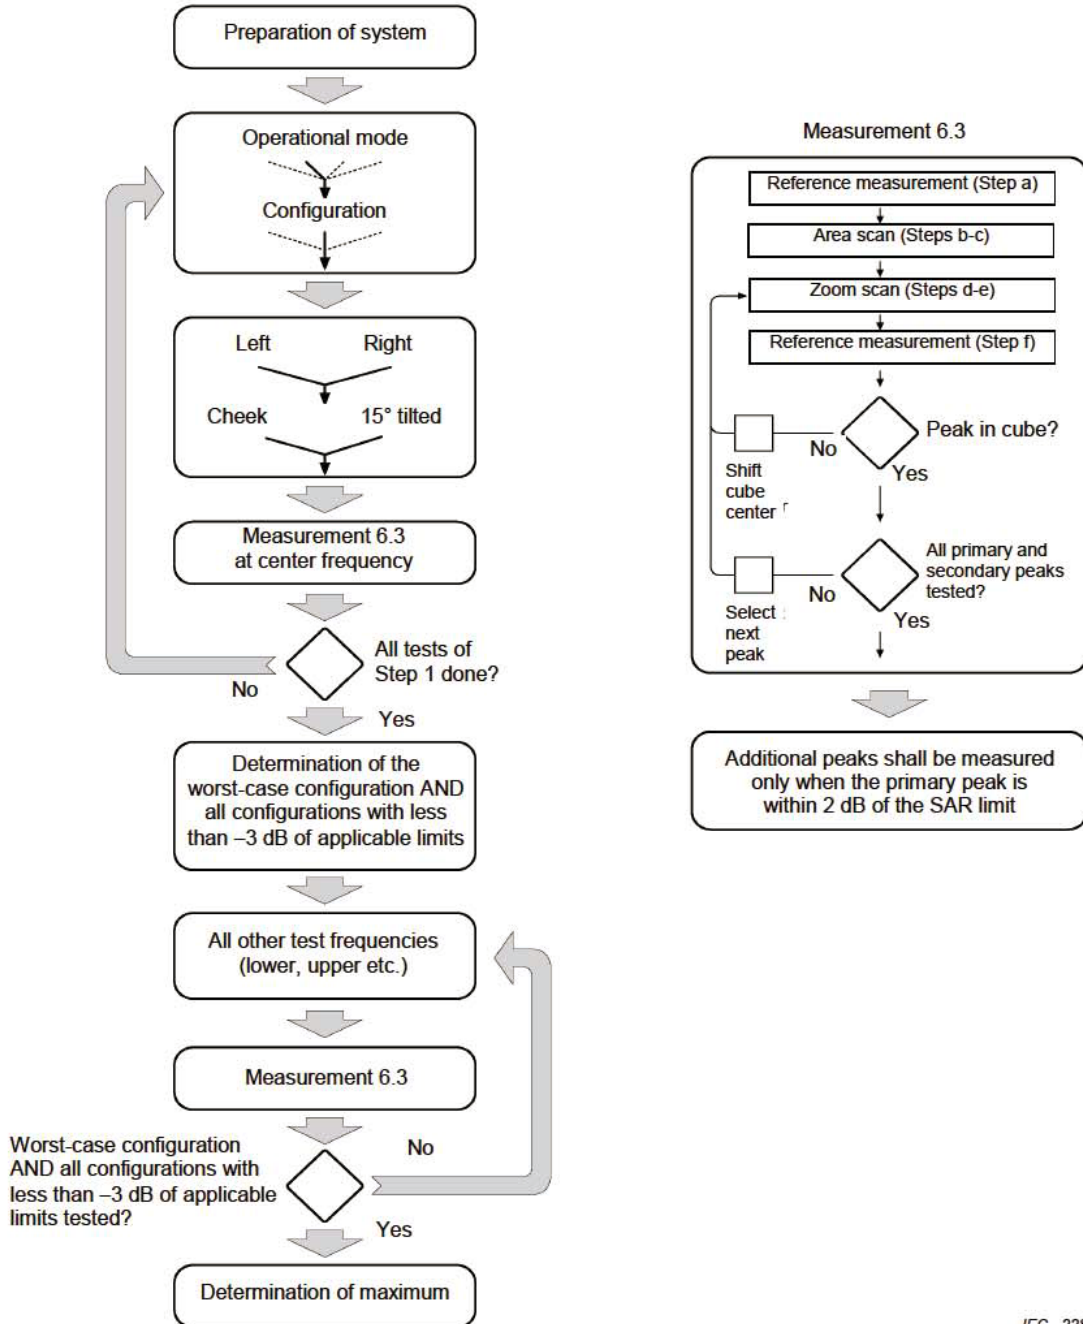 Preparation of system
Operational mode
Configuration
Left Right
Cheek 15° tilted
Measurement 6.3
at center frequency
All tests of
Step 1 done?
No
Yes
Determination of the
worst-case configuration AND
all configurations with less
than –3 dB of applicable limits
All other test frequencies
(lower, upper etc.)
Measurement 6.3
Worst-case configuration
AND all configurations with
less than –3 dB of applicable
limits tested?
No
Yes
Determination of maximum
Measurement 6.3
Reference measurement (Step a)
Area scan (Steps b-c)
Zoom scan (Steps d-e)
Reference measurement (Step f)
Peak in cube?
No
Yes
Shift
cube
center
All primary and
secondary peaks
tested?
No
Yes
Select
next
peak
Additional peaks shall be measured
only when the primary peak is
within 2 dB of the SAR limit